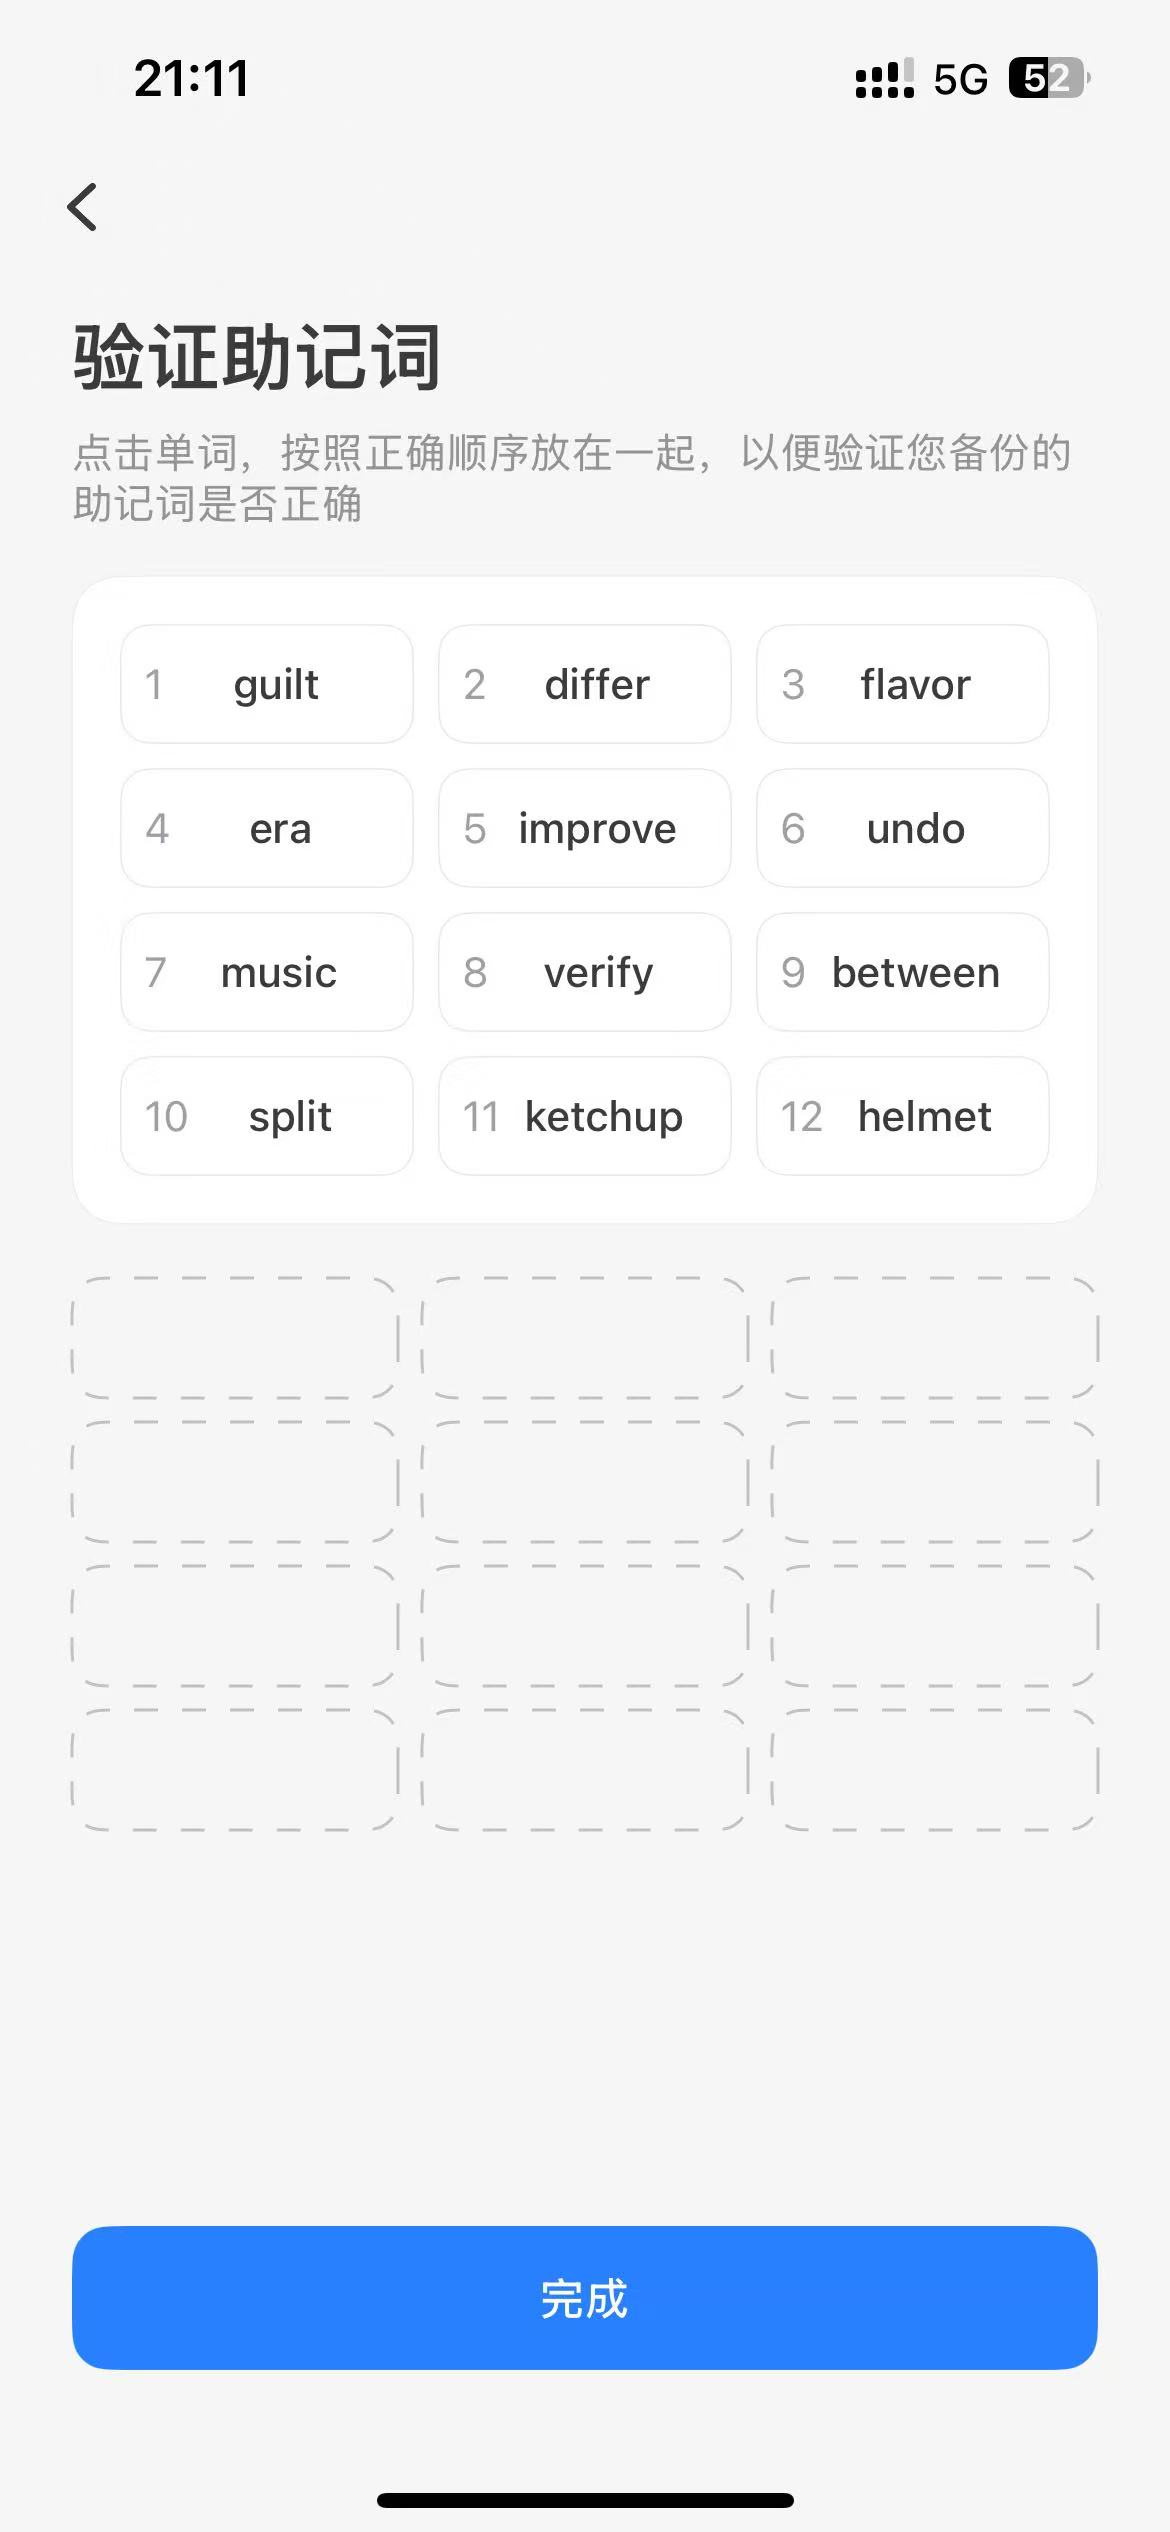 21:11 5G 52
验证助记词
点击单词，按照正确顺序放在一起，以便验证您备份的
助记词是否正确
1 guilt 2 differ 3 flavor
4 era 5 improve 6 undo
7 music 8 verify 9 between
10 split 11 ketchup 12 helmet
完成